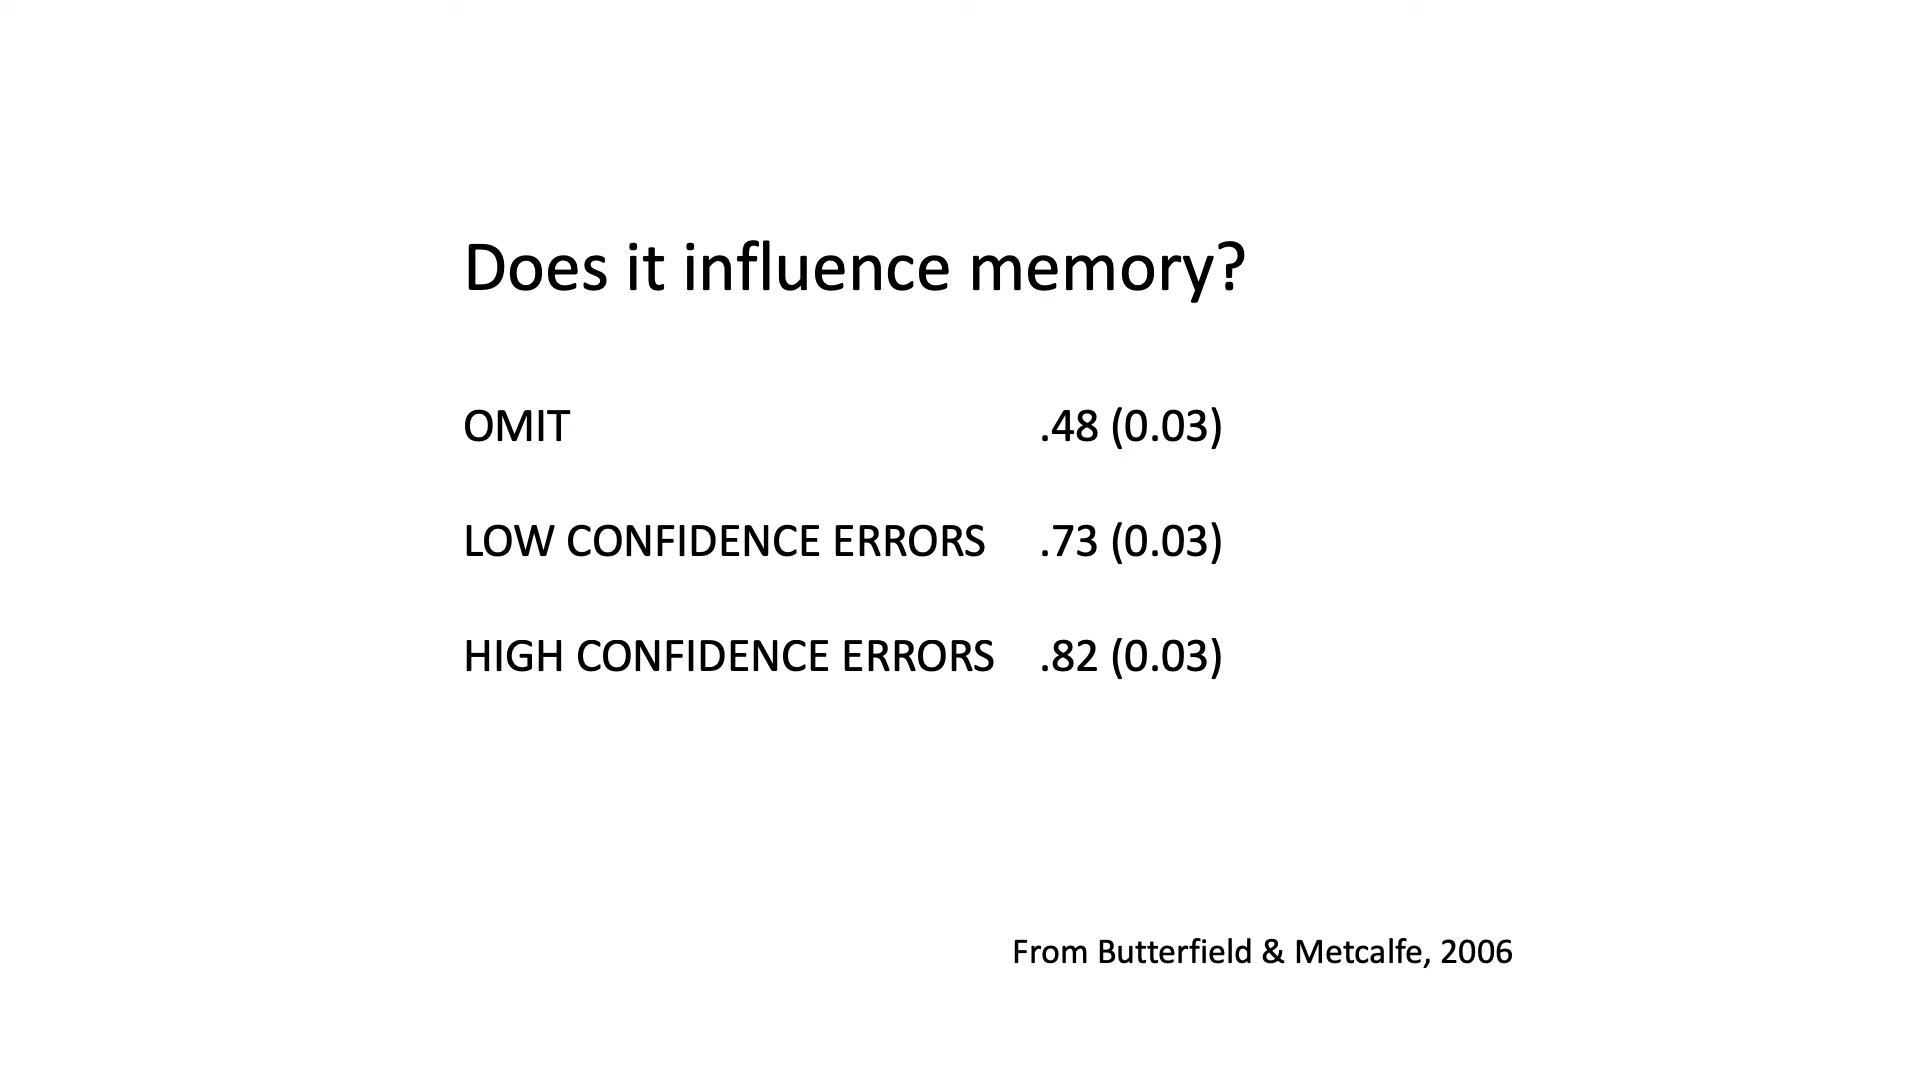 Does it influence memory?
OMIT .48 (0.03)
LOW CONFIDENCE ERRORS .73 (0.03)
HIGH CONFIDENCE ERRORS .82 (0.03)
From Butterfield & Metcalfe, 2006